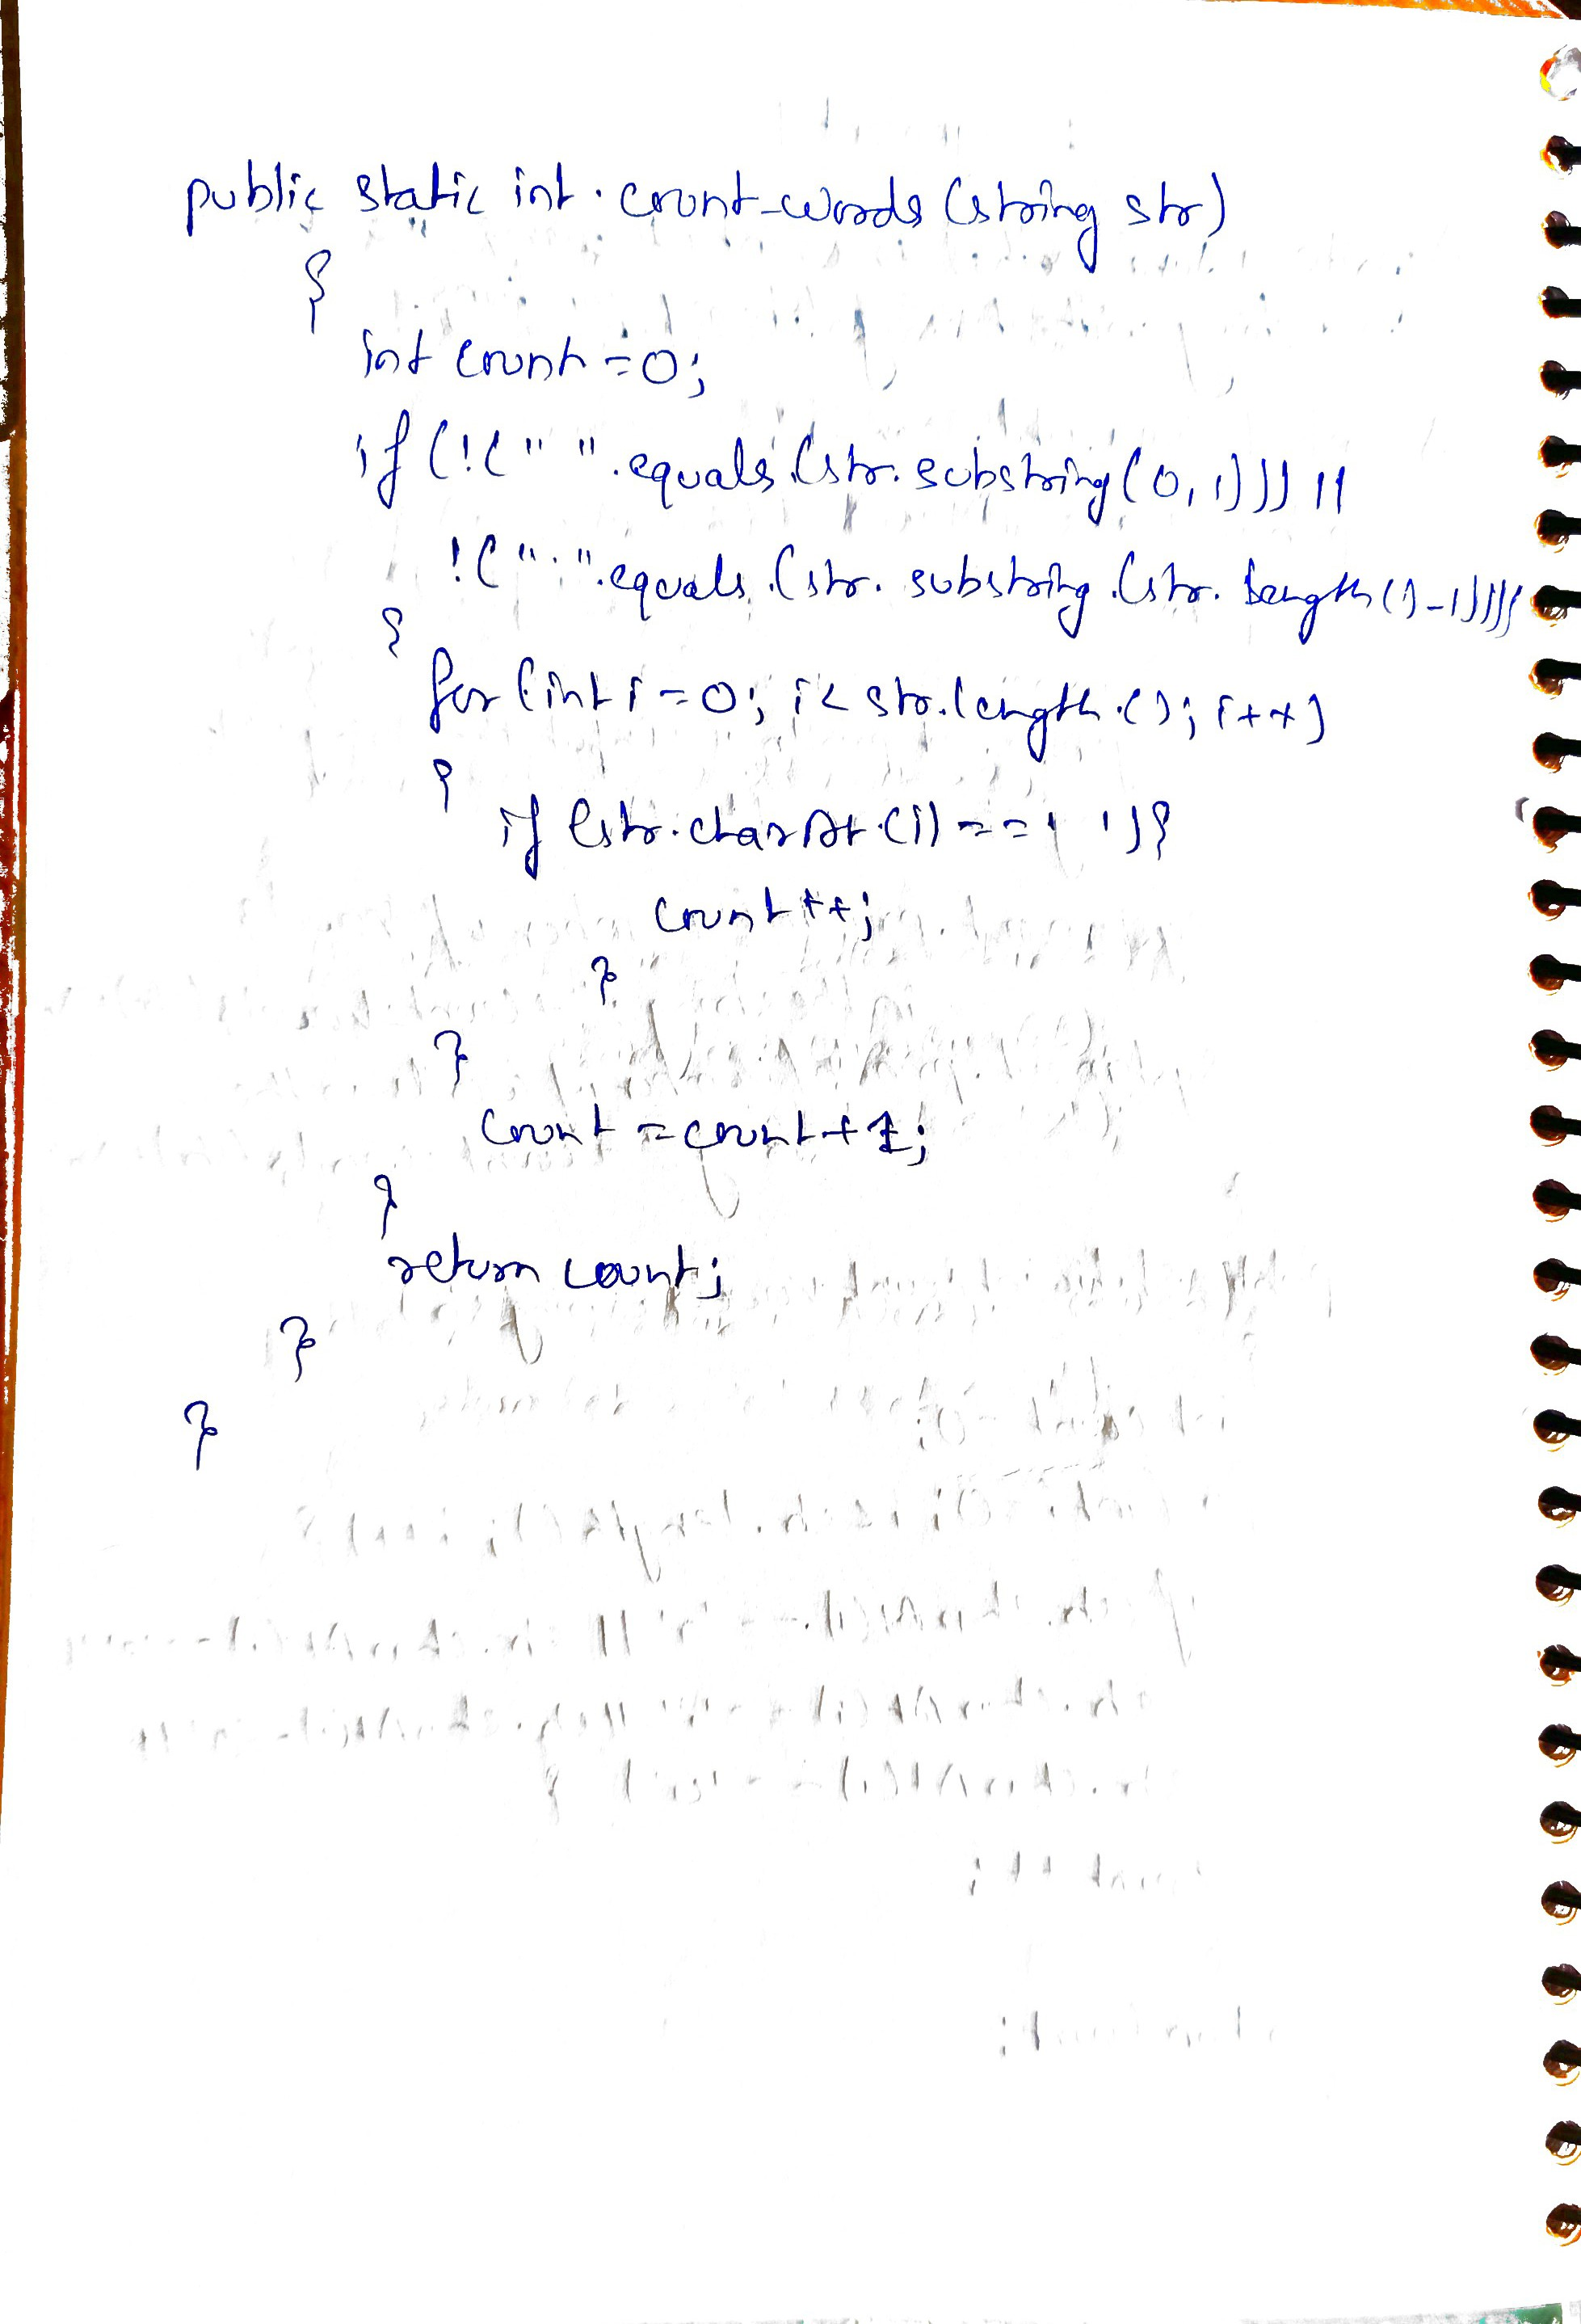 public static int count_words (string str)
{
int count = 0;
if (!(" ".equals (str.substring(0,1))) ||
!(" ".equals (str.substring (str.length()-1))))
{
for (int i = 0; i < str.length(); i++)
{
if (str.charAt(i) == ' '){
count++;
}
}
count = count + 1;
}
return count;
}
}